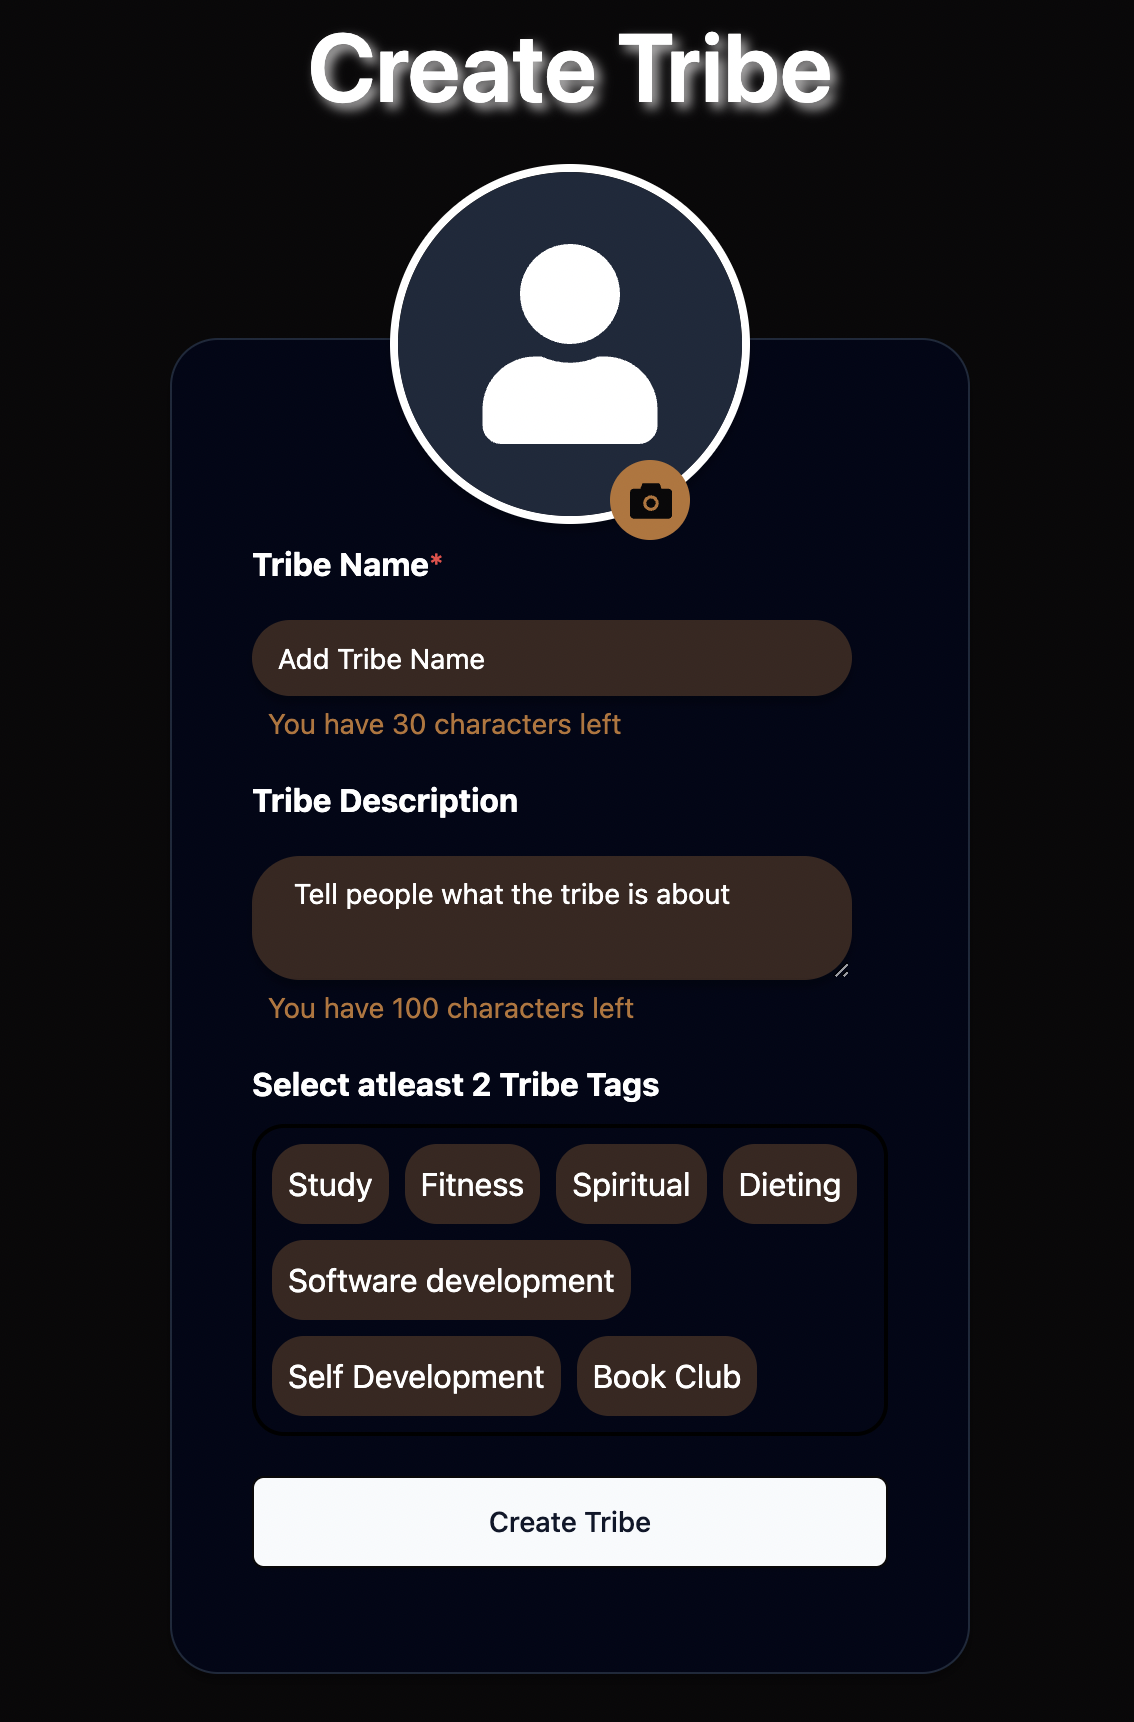 Create Tribe
Tribe Name*
Add Tribe Name
You have 30 characters left
Tribe Description
Tell people what the tribe is about
You have 100 characters left
Select atleast 2 Tribe Tags
Study Fitness Spiritual Dieting
Software development
Self Development Book Club
Create Tribe